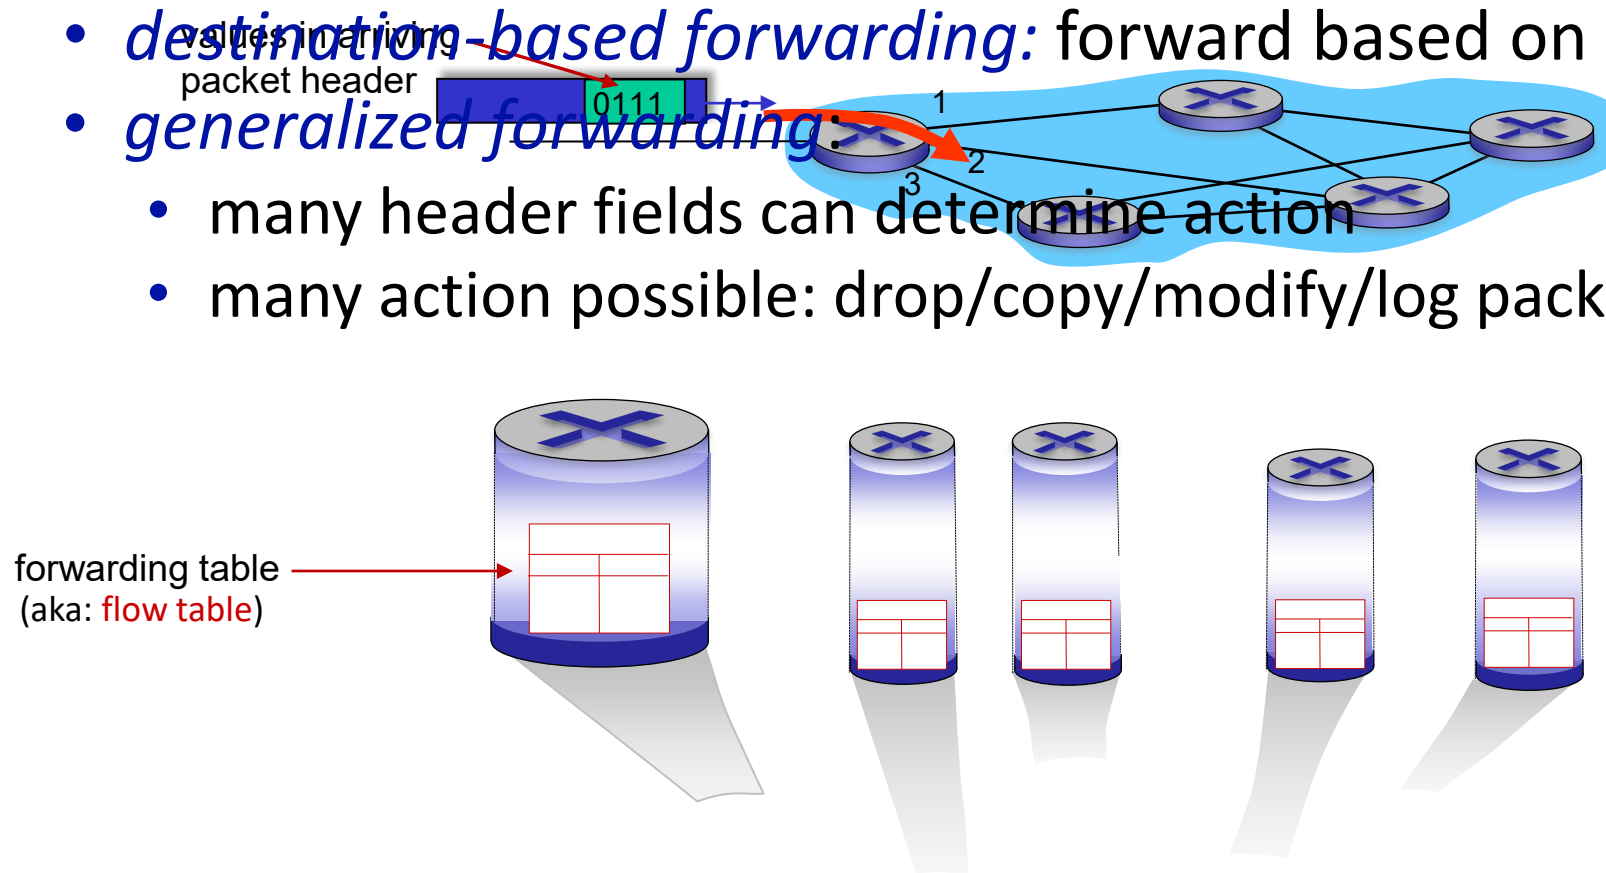 • destination-based forwarding: forward based on
values in arriving
packet header
0111
• generalized forwarding:
1
2
3
• many header fields can determine action
• many action possible: drop/copy/modify/log pack
forwarding table
(aka: flow table)